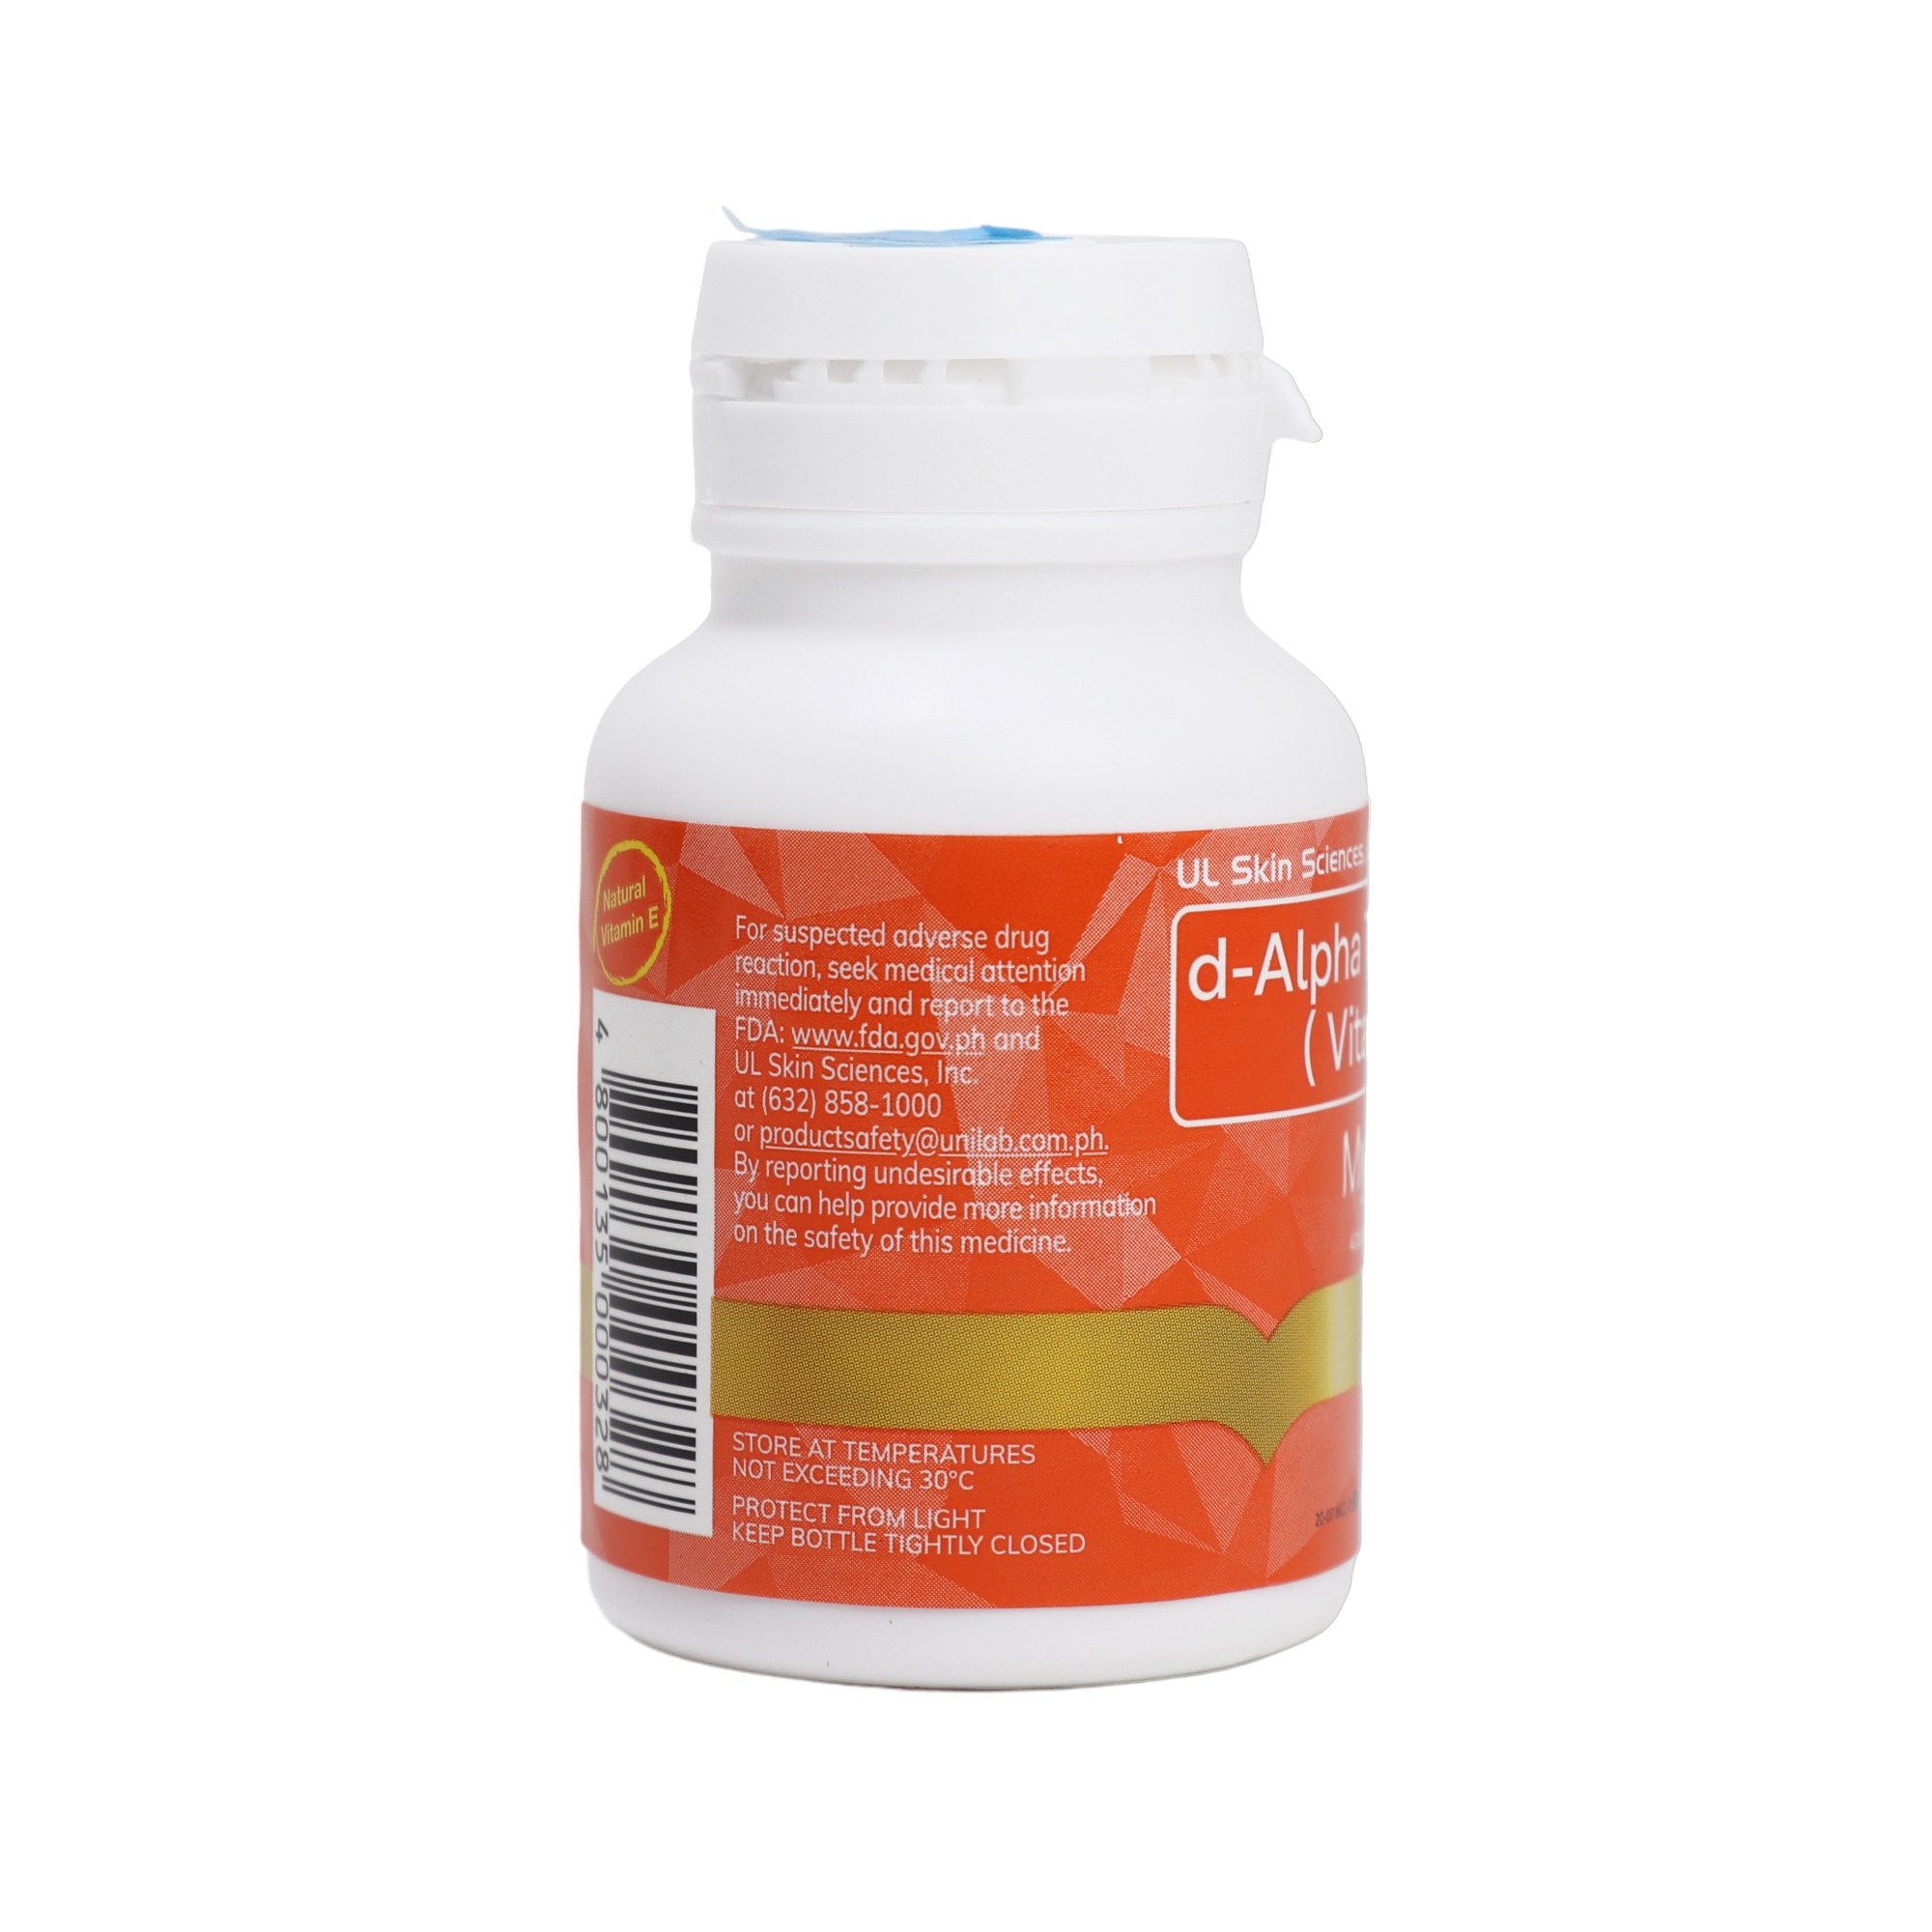 Natural
Vitamin E
4 800135 000328
For suspected adverse drug
reaction, seek medical attention
immediately and report to the
FDA: www.fda.gov.ph and
UL Skin Sciences, Inc.
at (632) 858-1000
or productsafety@unilab.com.ph.
By reporting undesirable effects,
you can help provide more information
on the safety of this medicine.
STORE AT TEMPERATURES
NOT EXCEEDING 30°C
PROTECT FROM LIGHT
KEEP BOTTLE TIGHTLY CLOSED
UL Skin Sciences,
d-Alpha
( Vita
My